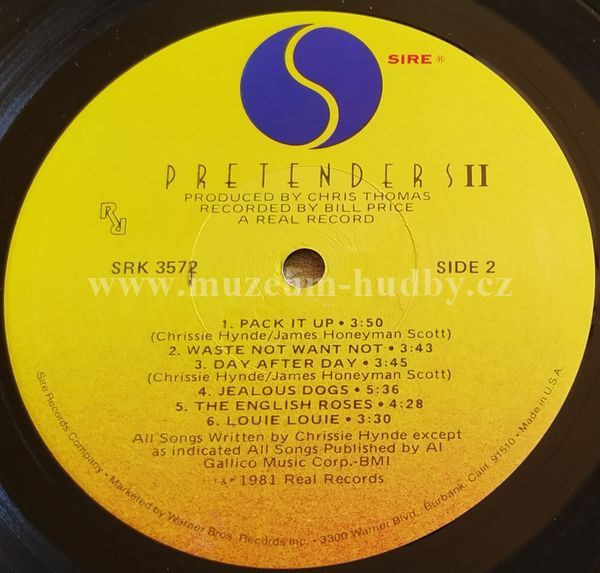 SIRE ®
PRETENDERS II
PRODUCED BY CHRIS THOMAS
RECORDED BY BILL PRICE
A REAL RECORD
SRK 3572
SIDE 2
www.muzeum-hudby.cz
1. PACK IT UP • 3:50
(Chrissie Hynde/James Honeyman Scott)
2. WASTE NOT WANT NOT • 3:43
3. DAY AFTER DAY • 3:45
(Chrissie Hynde/James Honeyman Scott)
4. JEALOUS DOGS • 5:36
5. THE ENGLISH ROSES • 4:28
6. LOUIE LOUIE • 3:30
All Songs Written by Chrissie Hynde except
as indicated All Songs Published by Al
Gallico Music Corp.-BMI
1981 Real Records
Sire Records Company • Marketed by Warner Bros. Records Inc. • 3300 Warner Blvd., Burbank, Calif. 91510 • Made in U.S.A.